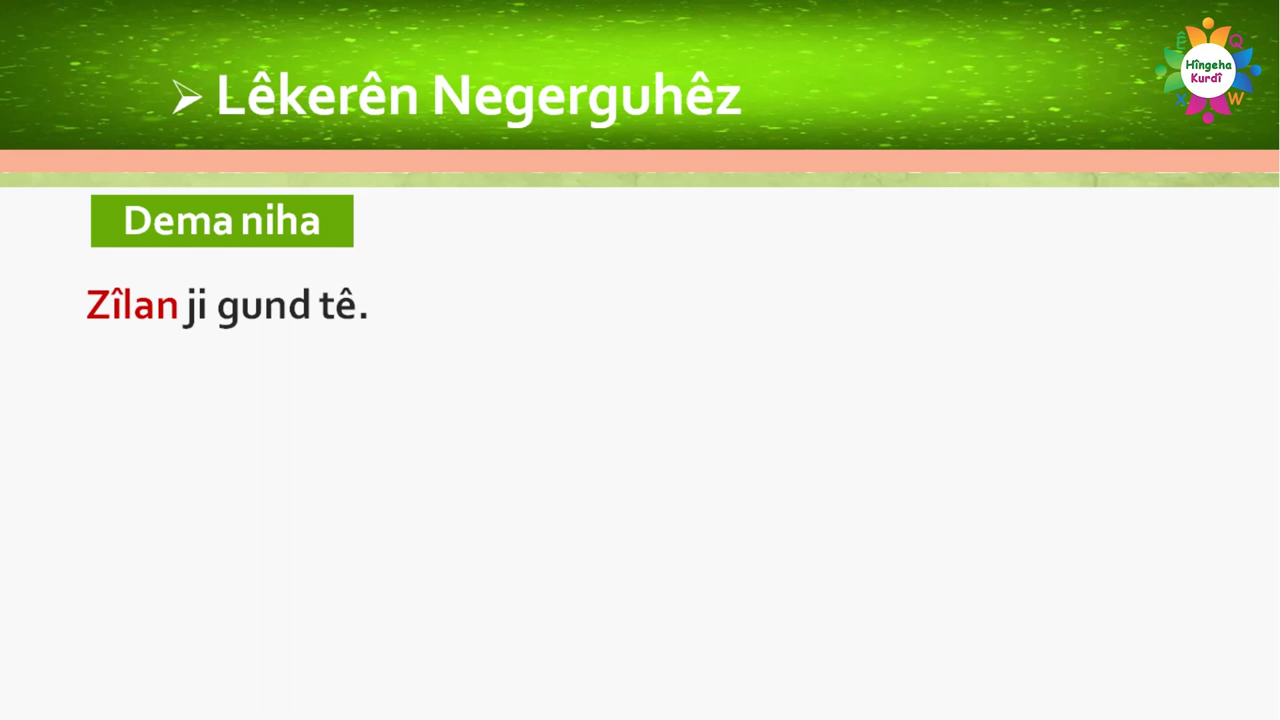 ➢ Lêkerên Negerguhêz
Ê Q
Hîngeha
Kurdî
X W
Dema niha
Zîlan ji gund tê.